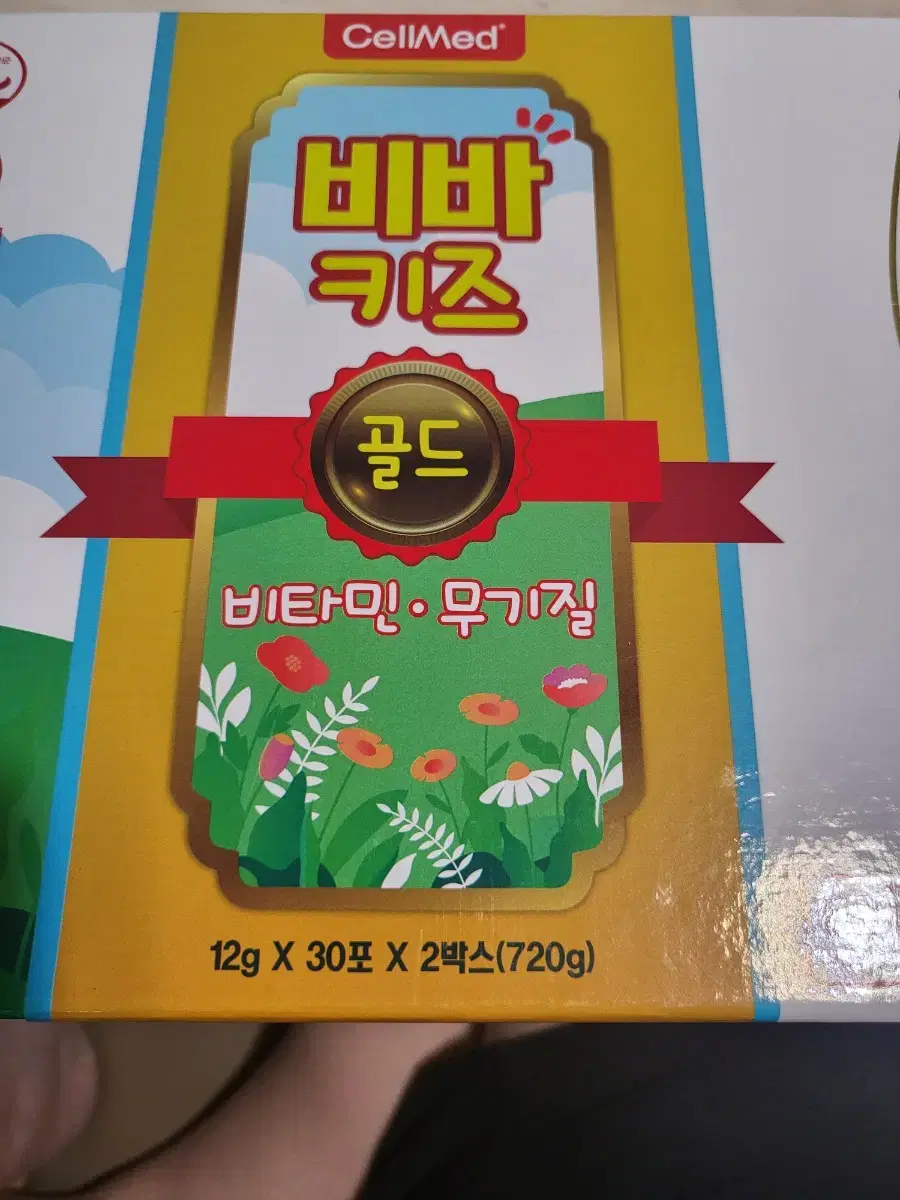 CellMed
비바
키즈
골드
비타민·무기질
12g X 30포 X 2박스(720g)